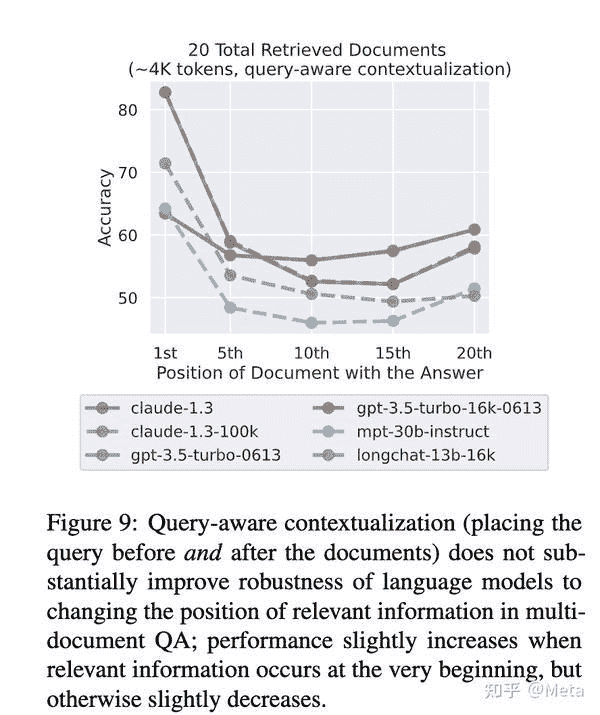 20 Total Retrieved Documents
(~4K tokens, query-aware contextualization)
80
70
60
50
Accuracy
1st 5th 10th 15th 20th
Position of Document with the Answer
claude-1.3
claude-1.3-100k
gpt-3.5-turbo-0613
gpt-3.5-turbo-16k-0613
mpt-30b-instruct
longchat-13b-16k
Figure 9: Query-aware contextualization (placing the
query before and after the documents) does not sub-
stantially improve robustness of language models to
changing the position of relevant information in multi-
document QA; performance slightly increases when
relevant information occurs at the very beginning, but
otherwise slightly decreases.
知乎 @Meta